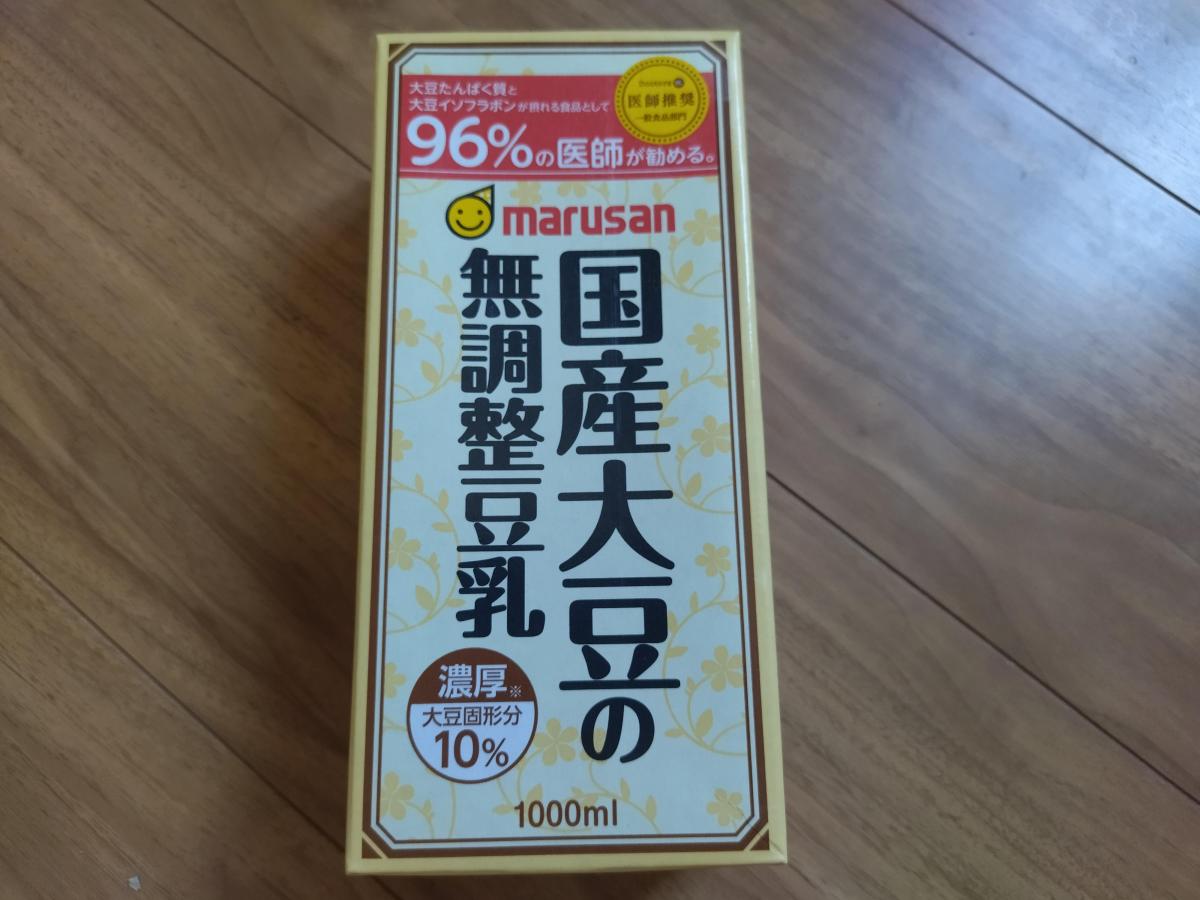 大豆たんぱく質と
大豆イソフラボンが摂れる食品として
96%の医師が勧める。
医師推奨
一般食品部門
marusan
国産大豆の
無調整豆乳
濃厚※
大豆固形分
10%
1000ml